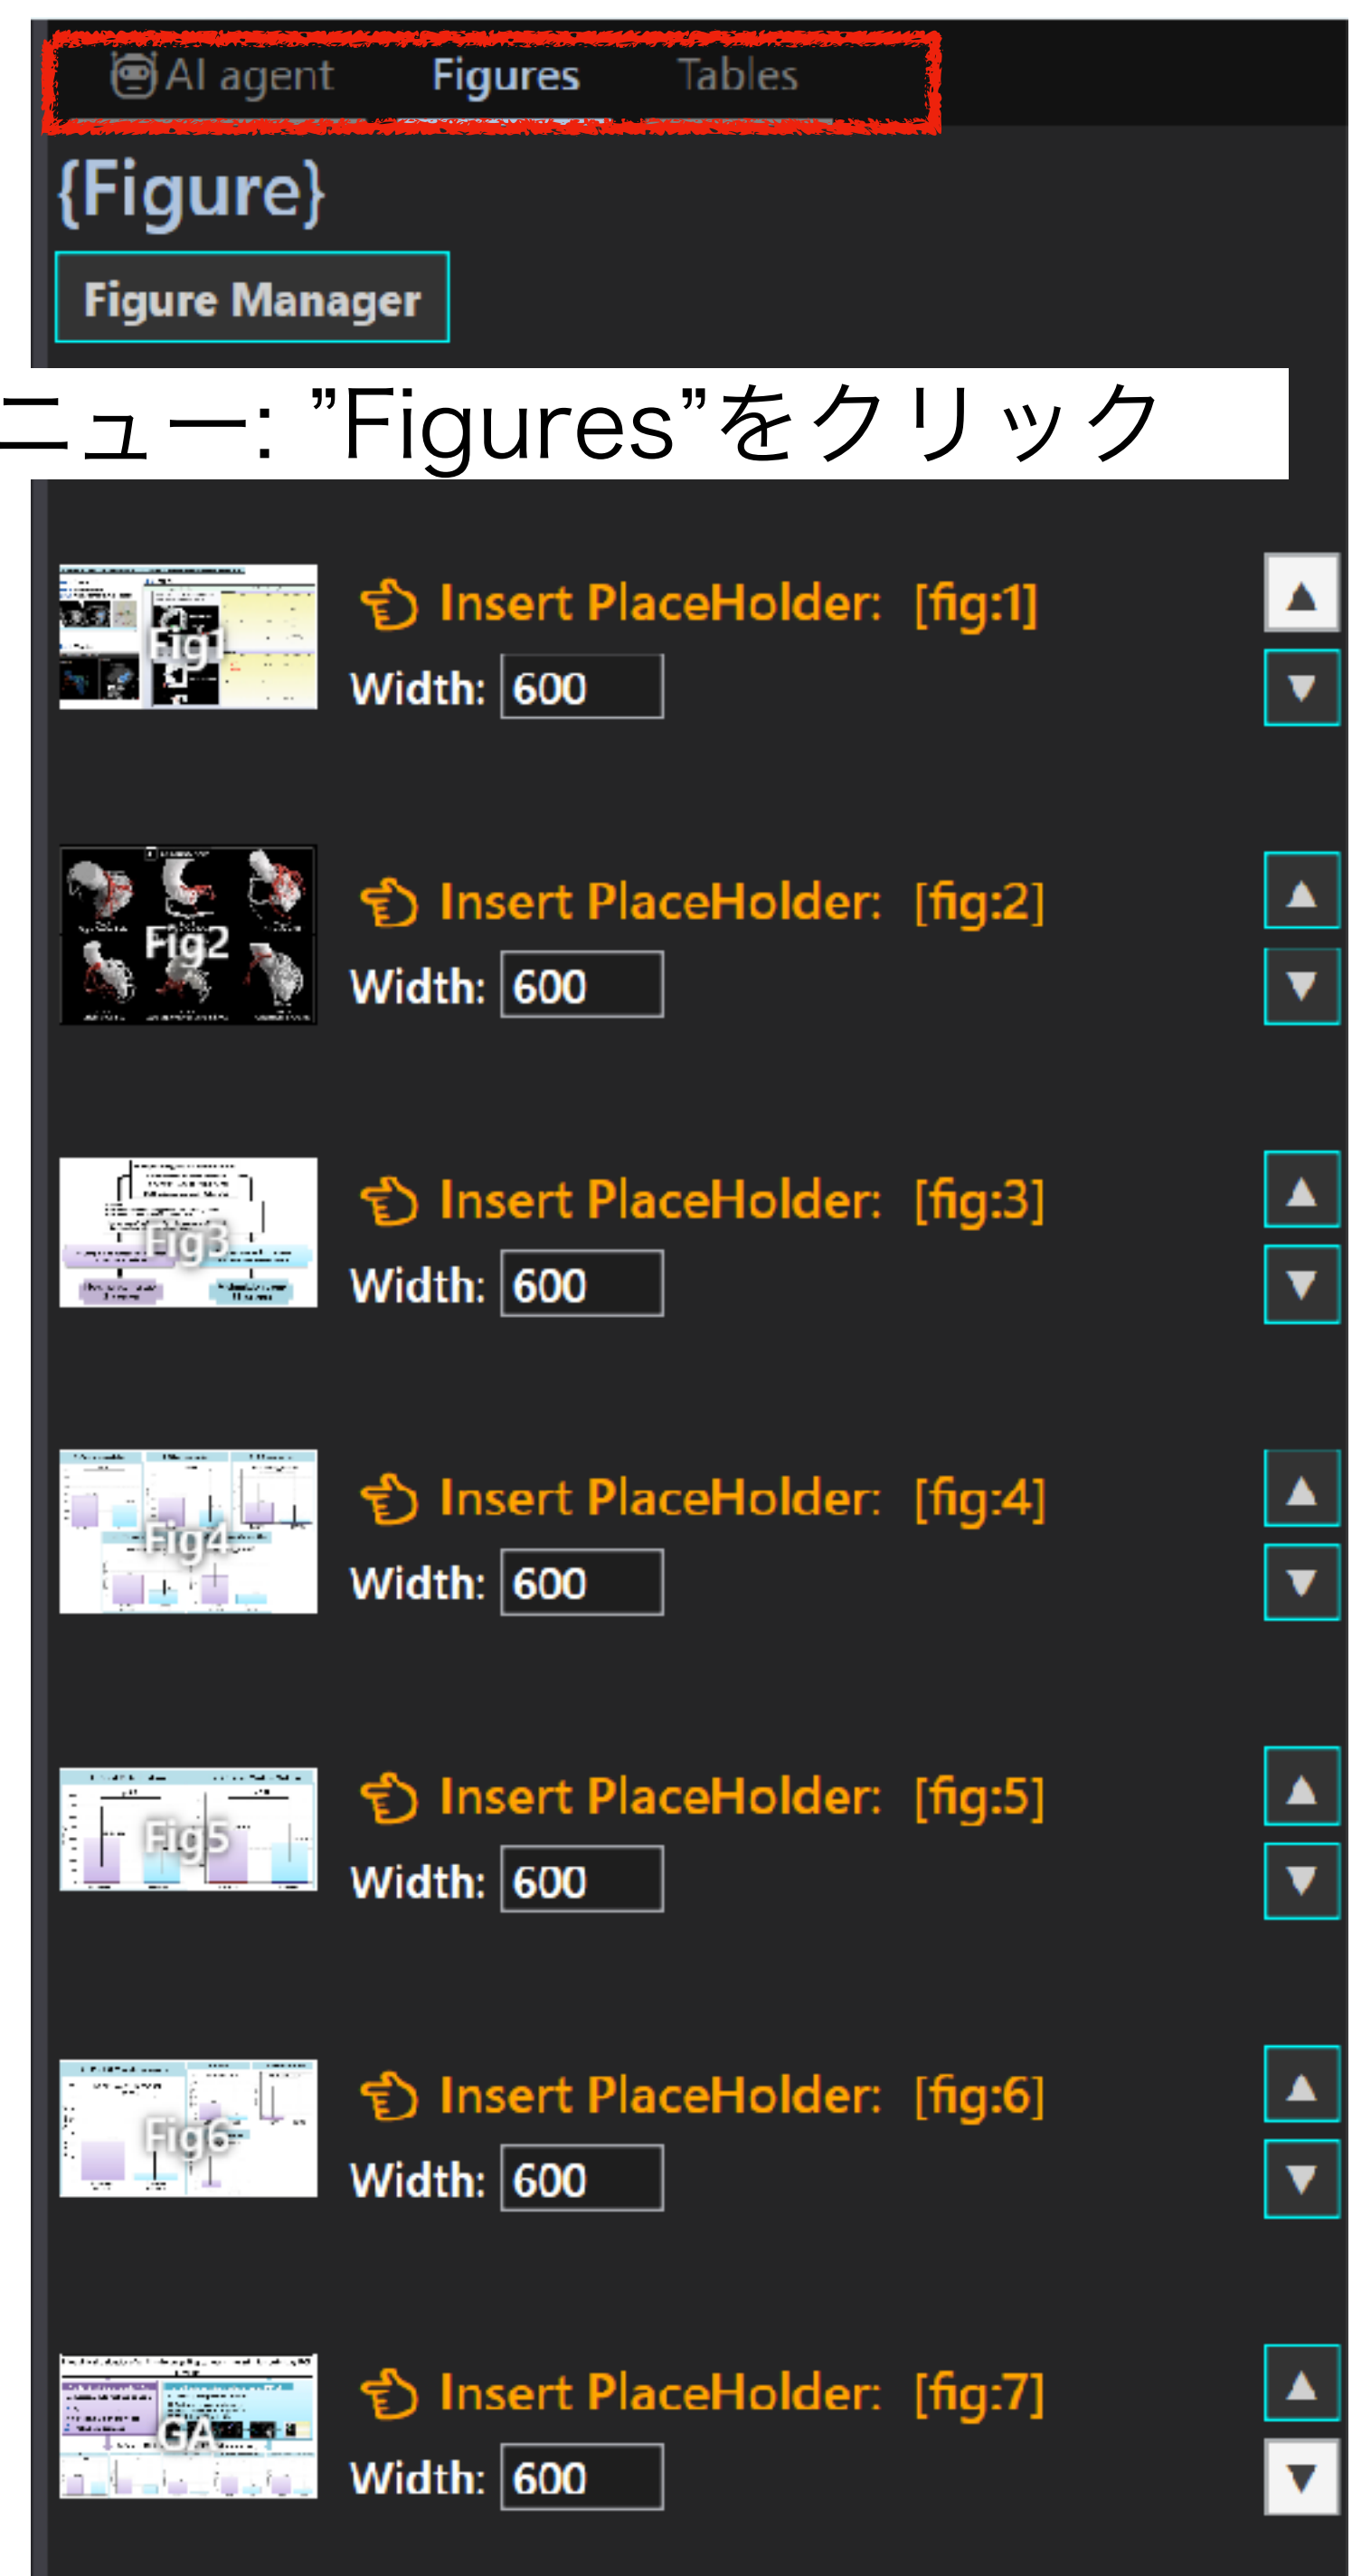 AI agent Figures Tables
{Figure}
Figure Manager
ニュー: ”Figures”をクリック
Fig1
Insert PlaceHolder: [fig:1]
Width: 600
Fig2
Insert PlaceHolder: [fig:2]
Width: 600
Fig3
Insert PlaceHolder: [fig:3]
Width: 600
Fig4
Insert PlaceHolder: [fig:4]
Width: 600
Fig5
Insert PlaceHolder: [fig:5]
Width: 600
Fig6
Insert PlaceHolder: [fig:6]
Width: 600
GA
Insert PlaceHolder: [fig:7]
Width: 600